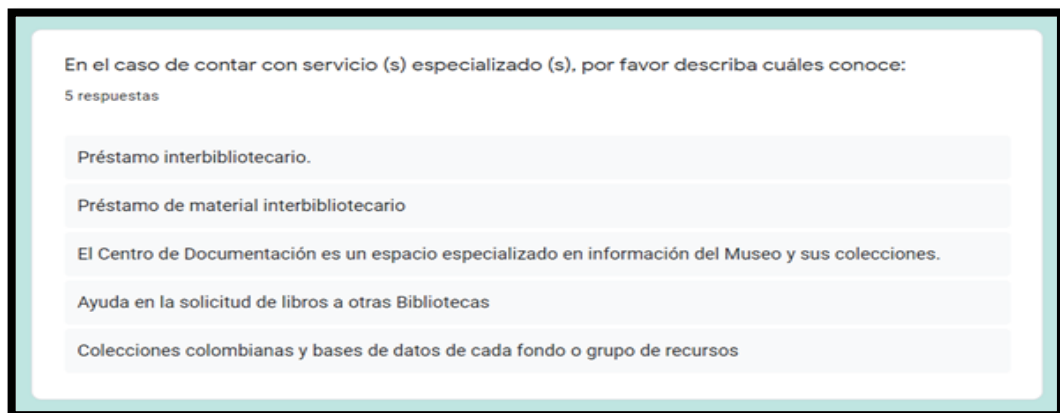 En el caso de contar con servicio (s) especializado (s), por favor describa cuáles conoce:
5 respuestas
Préstamo interbibliotecario.
Préstamo de material interbibliotecario
El Centro de Documentación es un espacio especializado en información del Museo y sus colecciones.
Ayuda en la solicitud de libros a otras Bibliotecas
Colecciones colombianas y bases de datos de cada fondo o grupo de recursos